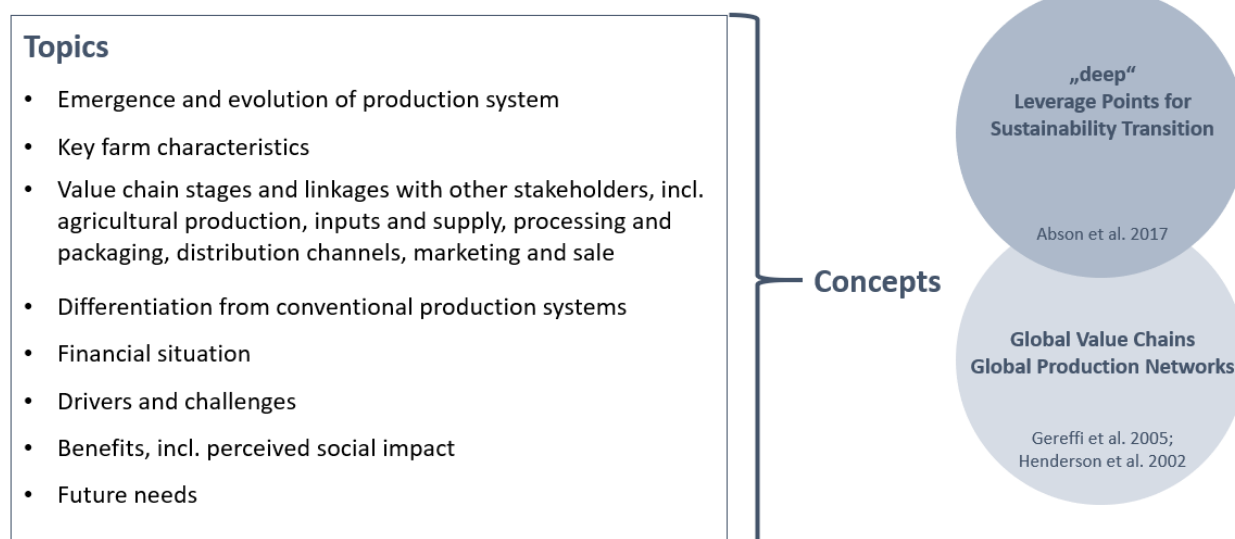 Topics
• Emergence and evolution of production system
• Key farm characteristics
• Value chain stages and linkages with other stakeholders, incl.
agricultural production, inputs and supply, processing and
packaging, distribution channels, marketing and sale
• Differentiation from conventional production systems
• Financial situation
• Drivers and challenges
• Benefits, incl. perceived social impact
• Future needs
Concepts
„deep“
Leverage Points for
Sustainability Transition
Abson et al. 2017
Global Value Chains
Global Production Networks
Gereffi et al. 2005;
Henderson et al. 2002